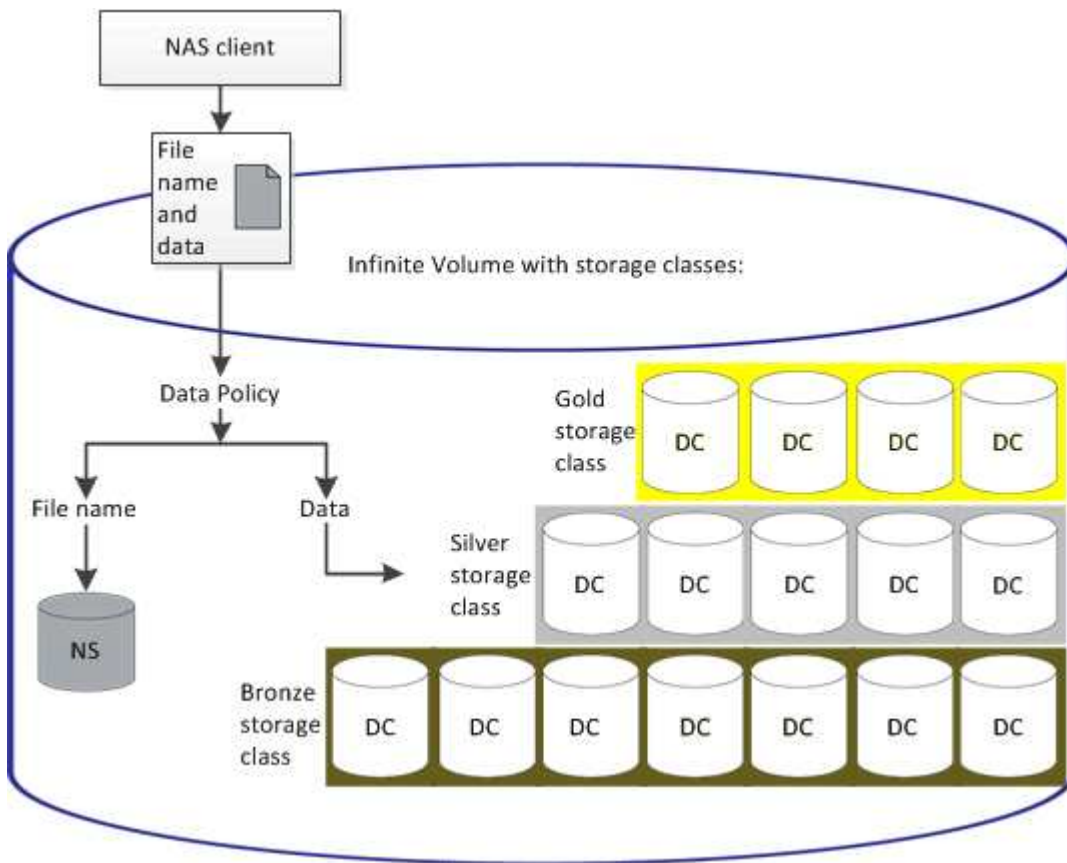 NAS client
File
name
and
data
Infinite Volume with storage classes:
Data Policy
File name
Data
NS
Gold
storage
class
DC DC DC DC
Silver
storage
class
DC DC DC DC DC
Bronze
storage
class
DC DC DC DC DC DC DC